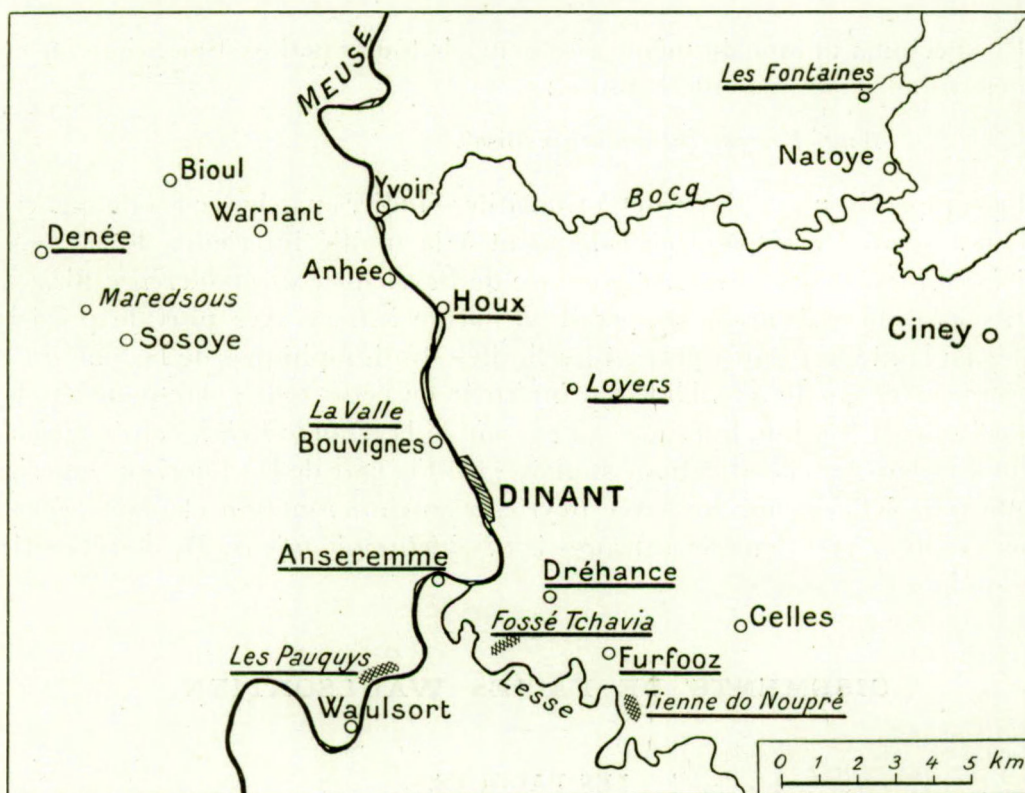 MEUSE
Les Fontaines
Natoye
Bioul
Yvoir
Bocq
Warnant
Denée
Anhée
Maredsous
Houx
Sosoye
Ciney
Loyers
La Valle
Bouvignes
DINANT
Anseremme
Dréhance
Celles
Fossé Tchavia
Les Pauquys
Furfooz
Lesse
Waulsort
Tienne do Noupré
0 1 2 3 4 5 km